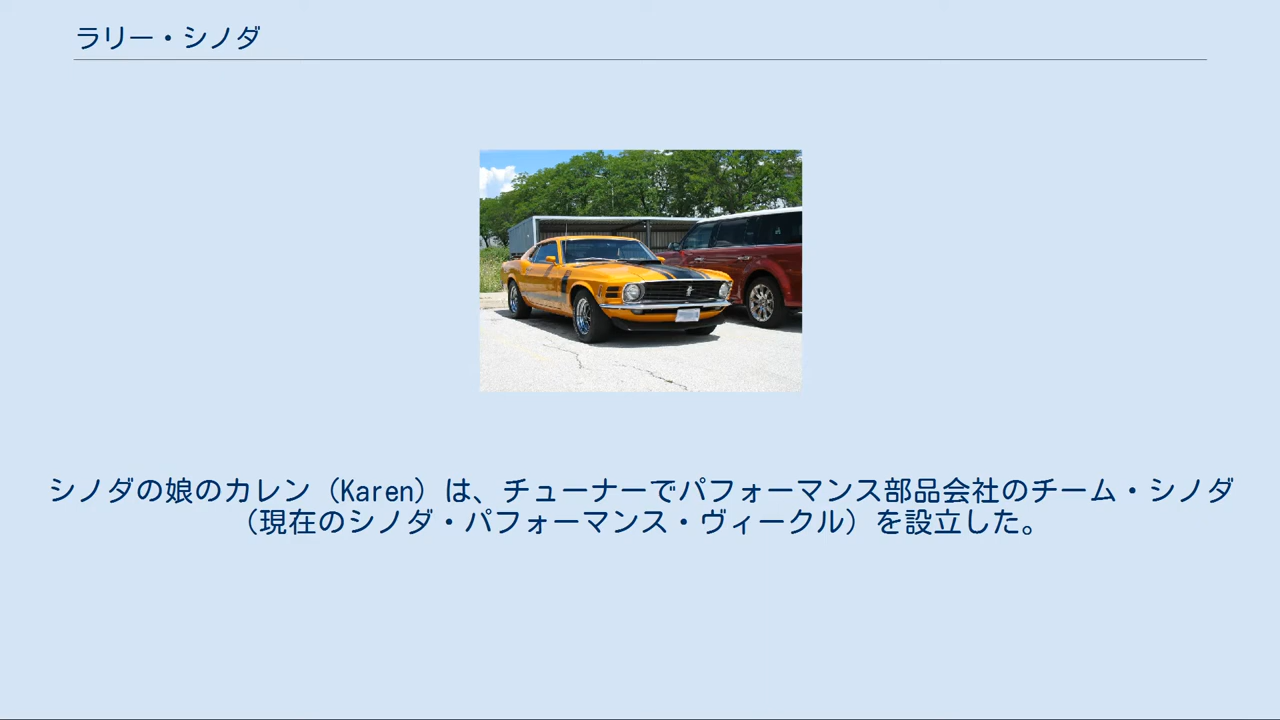 ラリー・シノダ
シノダの娘のカレン（Karen）は、チューナーでパフォーマンス部品会社のチーム・シノダ
（現在のシノダ・パフォーマンス・ヴィークル）を設立した。